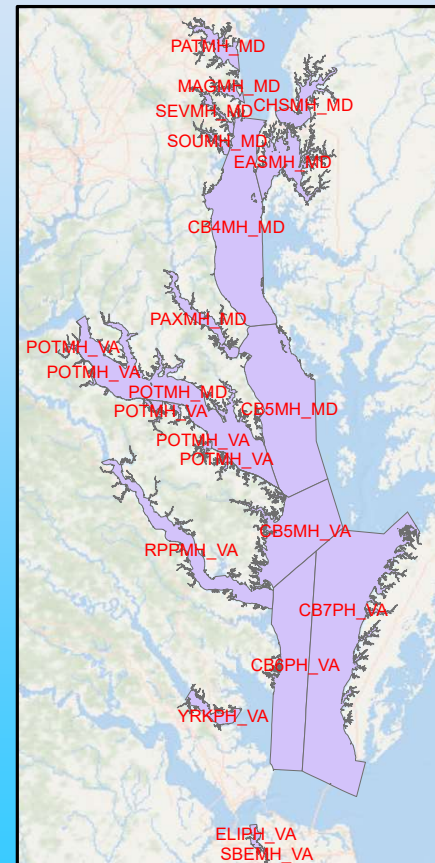 PATMH_MD
MAGMH_MD
CHSMH_MD
SEVMH_MD
SOUMH_MD
EASMH_MD
CB4MH_MD
PAXMH_MD
POTMH_VA
POTMH_VA
POTMH_MD
POTMH_VA
CB5MH_MD
POTMH_VA
POTMH_VA
CB5MH_VA
RPPMH_VA
CB7PH_VA
CB6PH_VA
YRKPH_VA
ELIPH_VA
SBEMH_VA